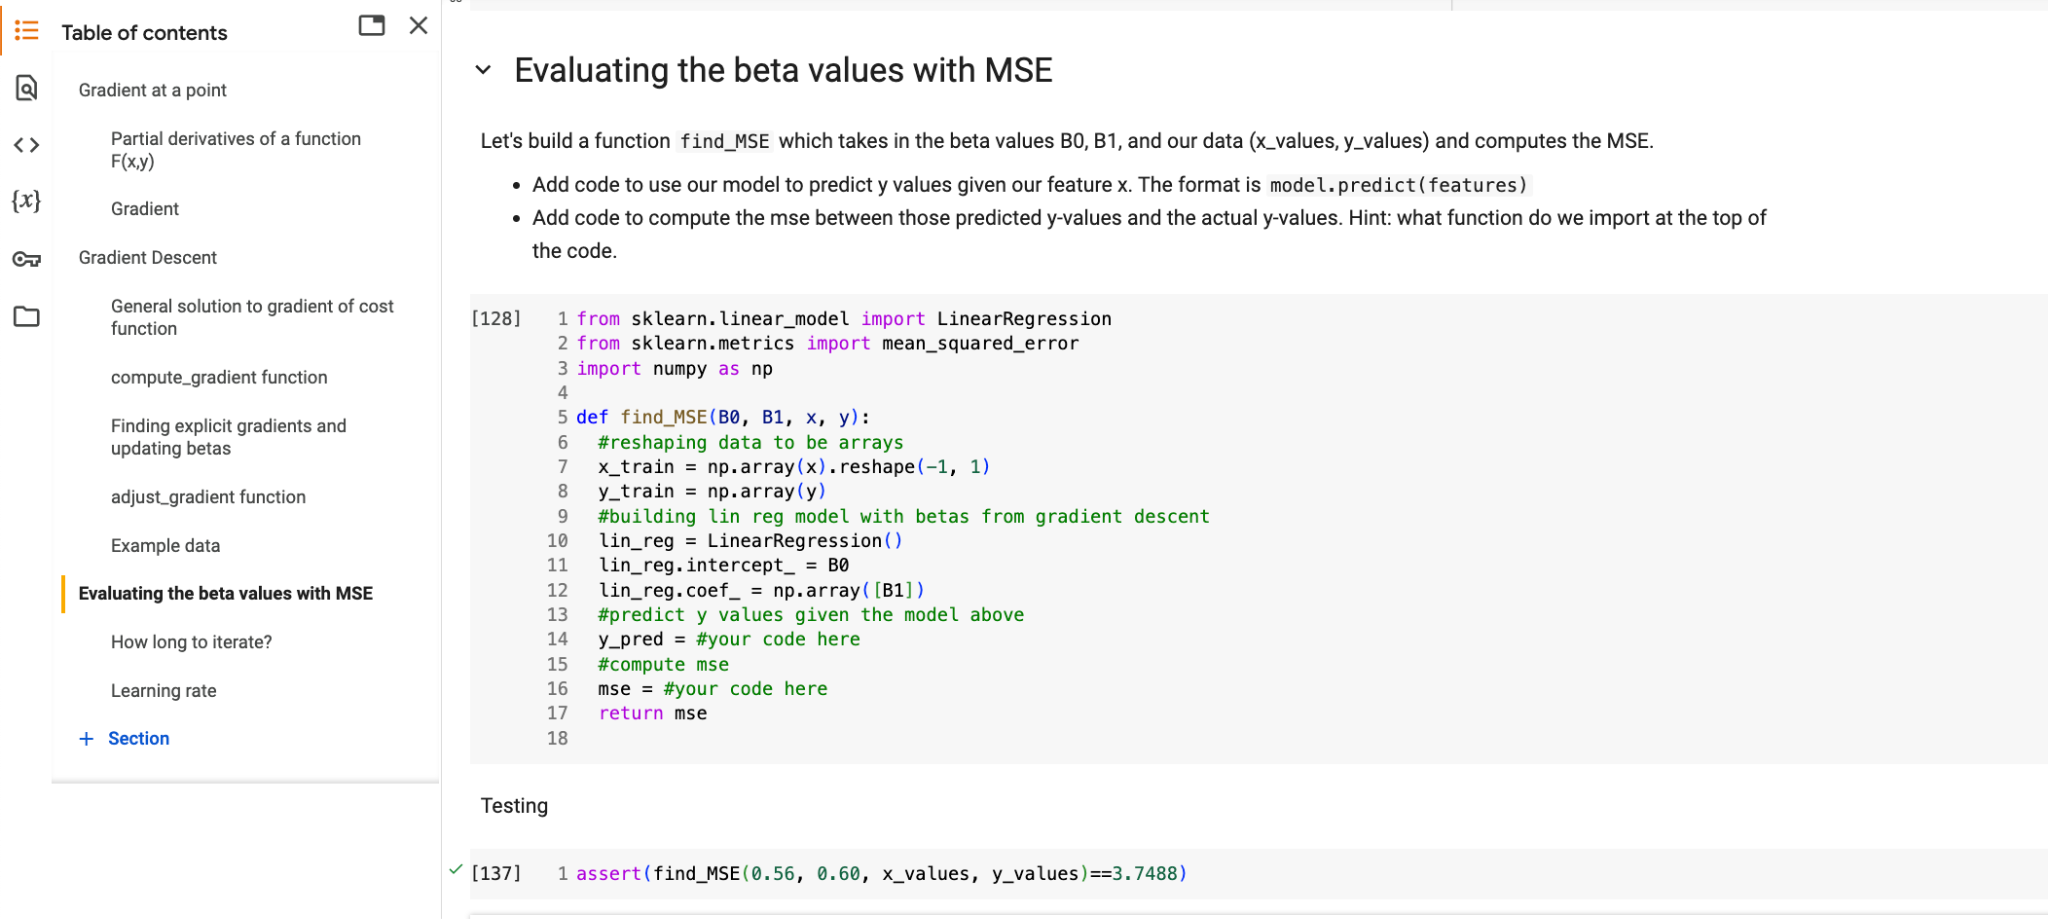 Table of contents
Gradient at a point
Partial derivatives of a function
F(x,y)
Gradient
Gradient Descent
General solution to gradient of cost
function
compute_gradient function
Finding explicit gradients and
updating betas
adjust_gradient function
Example data
Evaluating the beta values with MSE
How long to iterate?
Learning rate
+ Section
Evaluating the beta values with MSE
Let's build a function find_MSE which takes in the beta values B0, B1, and our data (x_values, y_values) and computes the MSE.
• Add code to use our model to predict y values given our feature x. The format is model.predict(features)
• Add code to compute the mse between those predicted y-values and the actual y-values. Hint: what function do we import at the top of
the code.
[128] 1 from sklearn.linear_model import LinearRegression
2 from sklearn.metrics import mean_squared_error
3 import numpy as np
4
5 def find_MSE(B0, B1, x, y):
6   #reshaping data to be arrays
7   x_train = np.array(x).reshape(-1, 1)
8   y_train = np.array(y)
9   #building lin reg model with betas from gradient descent
10   lin_reg = LinearRegression()
11   lin_reg.intercept_ = B0
12   lin_reg.coef_ = np.array([B1])
13   #predict y values given the model above
14   y_pred = #your code here
15   #compute mse
16   mse = #your code here
17   return mse
18
Testing
[137] 1 assert(find_MSE(0.56, 0.60, x_values, y_values)==3.7488)